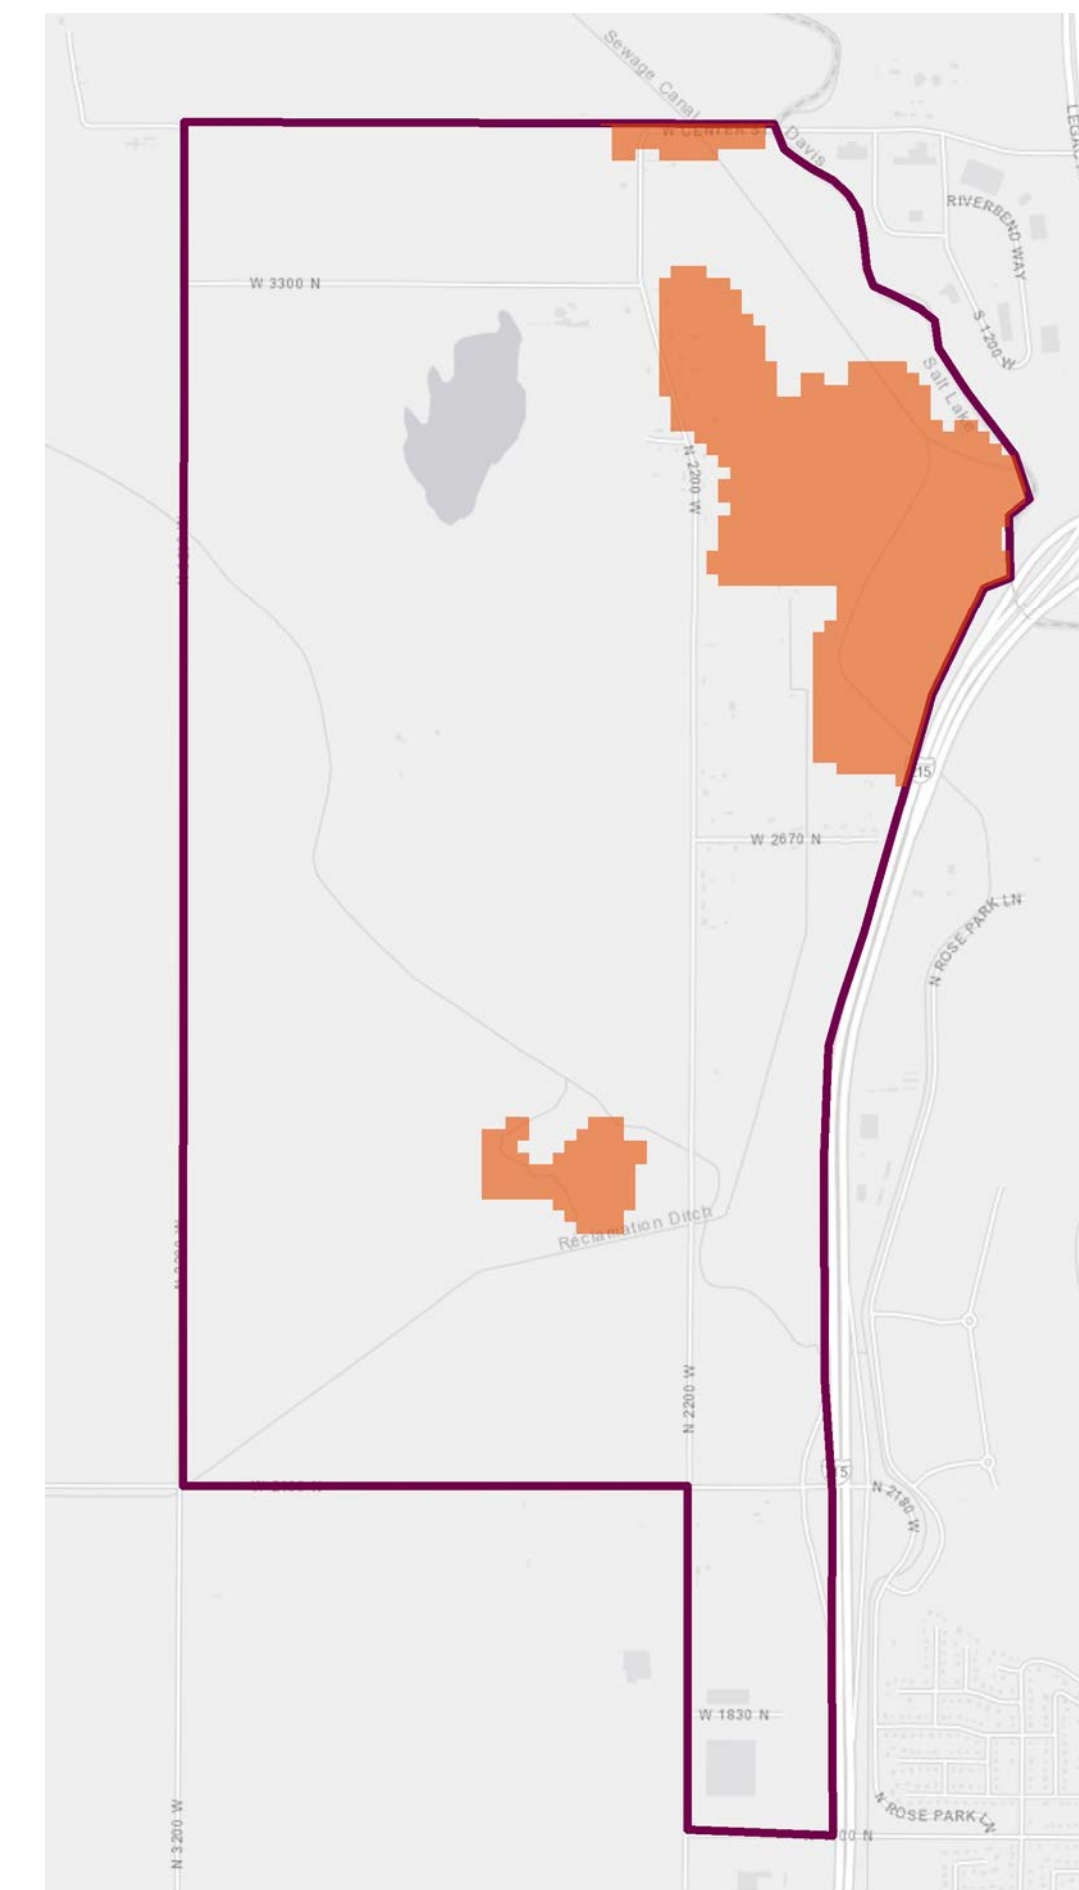 Sewage Canal
W CENTER S
Davis
RIVERBEND WAY
W 3300 N
S 1200 W
Salt Lake
N 2200 W
215
W 2670 N
N ROSE PARK LN
Reclamation Ditch
N 2200 W
N 2180 W
W 1830 N
N ROSE PARK LN
N 3200 W